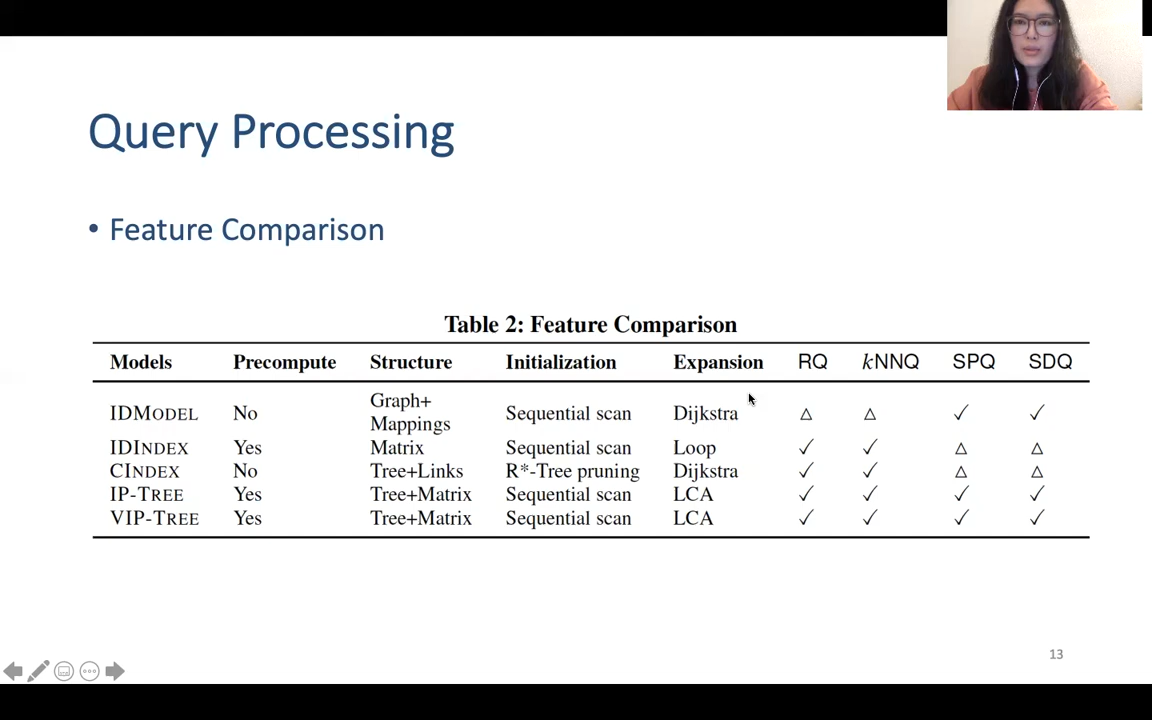 Query Processing
• Feature Comparison
Table 2: Feature Comparison
Models Precompute Structure Initialization Expansion RQ kNNQ SPQ SDQ
IDMODEL No Graph+ Mappings Sequential scan Dijkstra △ △ ✓ ✓
IDINDEX Yes Matrix Sequential scan Loop ✓ ✓ △ △
CINDEX No Tree+Links R*-Tree pruning Dijkstra ✓ ✓ △ △
IP-TREE Yes Tree+Matrix Sequential scan LCA ✓ ✓ ✓ ✓
VIP-TREE Yes Tree+Matrix Sequential scan LCA ✓ ✓ ✓ ✓
13